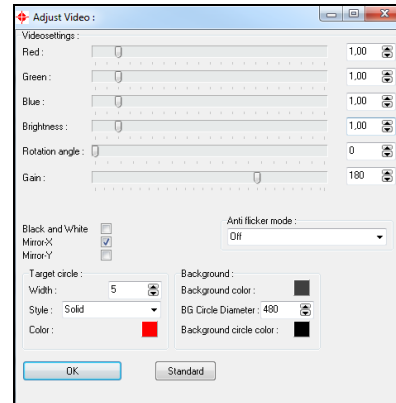 Adjust Video :
Videosettings :
Red : 1,00
Green : 1,00
Blue : 1,00
Brightness : 1,00
Rotation angle : 0
Gain : 180
Anti flicker mode :
Off
Black and White
Mirror-X
Mirror-Y
Target circle :
Width : 5
Style : Solid
Color :
Background :
Background color :
BG Circle Diameter : 480
Background circle color :
OK
Standard